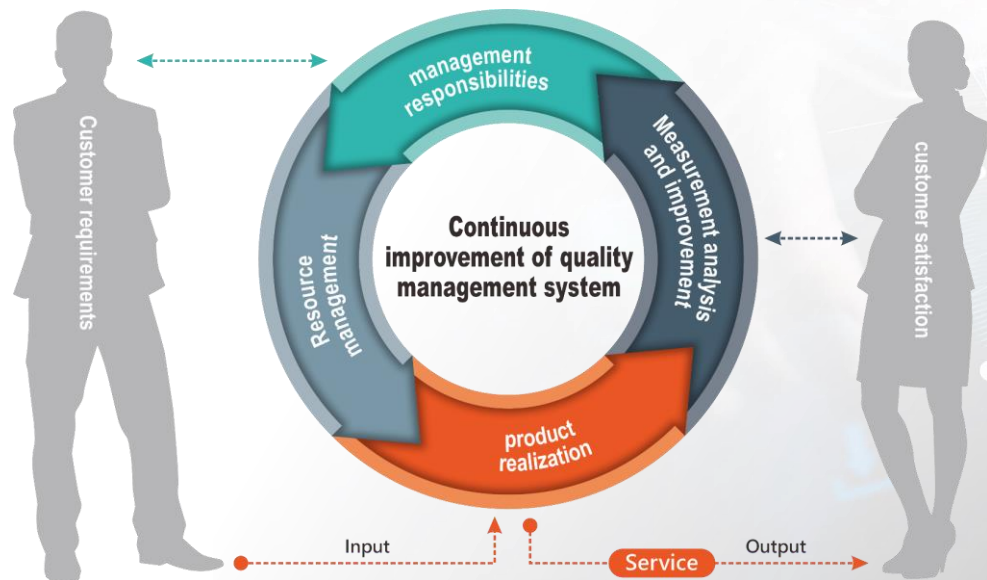 Customer requirements
management
responsibilities
Measurement analysis
and improvement
customer satisfaction
Continuous
improvement of quality
management system
Resource
management
product
realization
Input
Service
Output